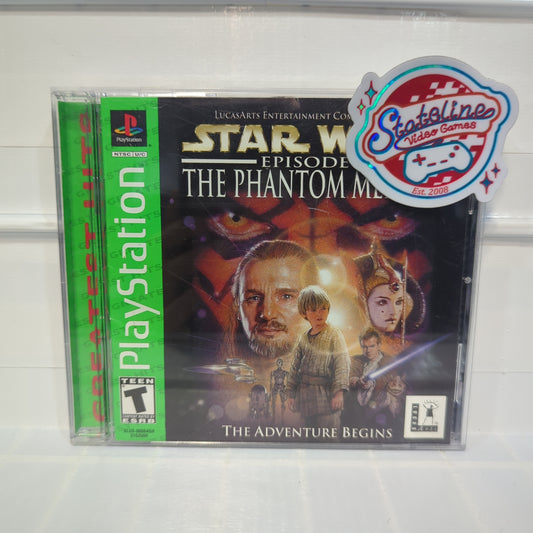 LUCASARTS ENTERTAINMENT COM
STAR W
EPISODE
THE PHANTOM ME
Stateline
Video Games
Est. 2008
PlayStation
NTSC U/C
PlayStation
GREATEST HITS
TEEN
T
ESRB
THE ADVENTURE BEGINS